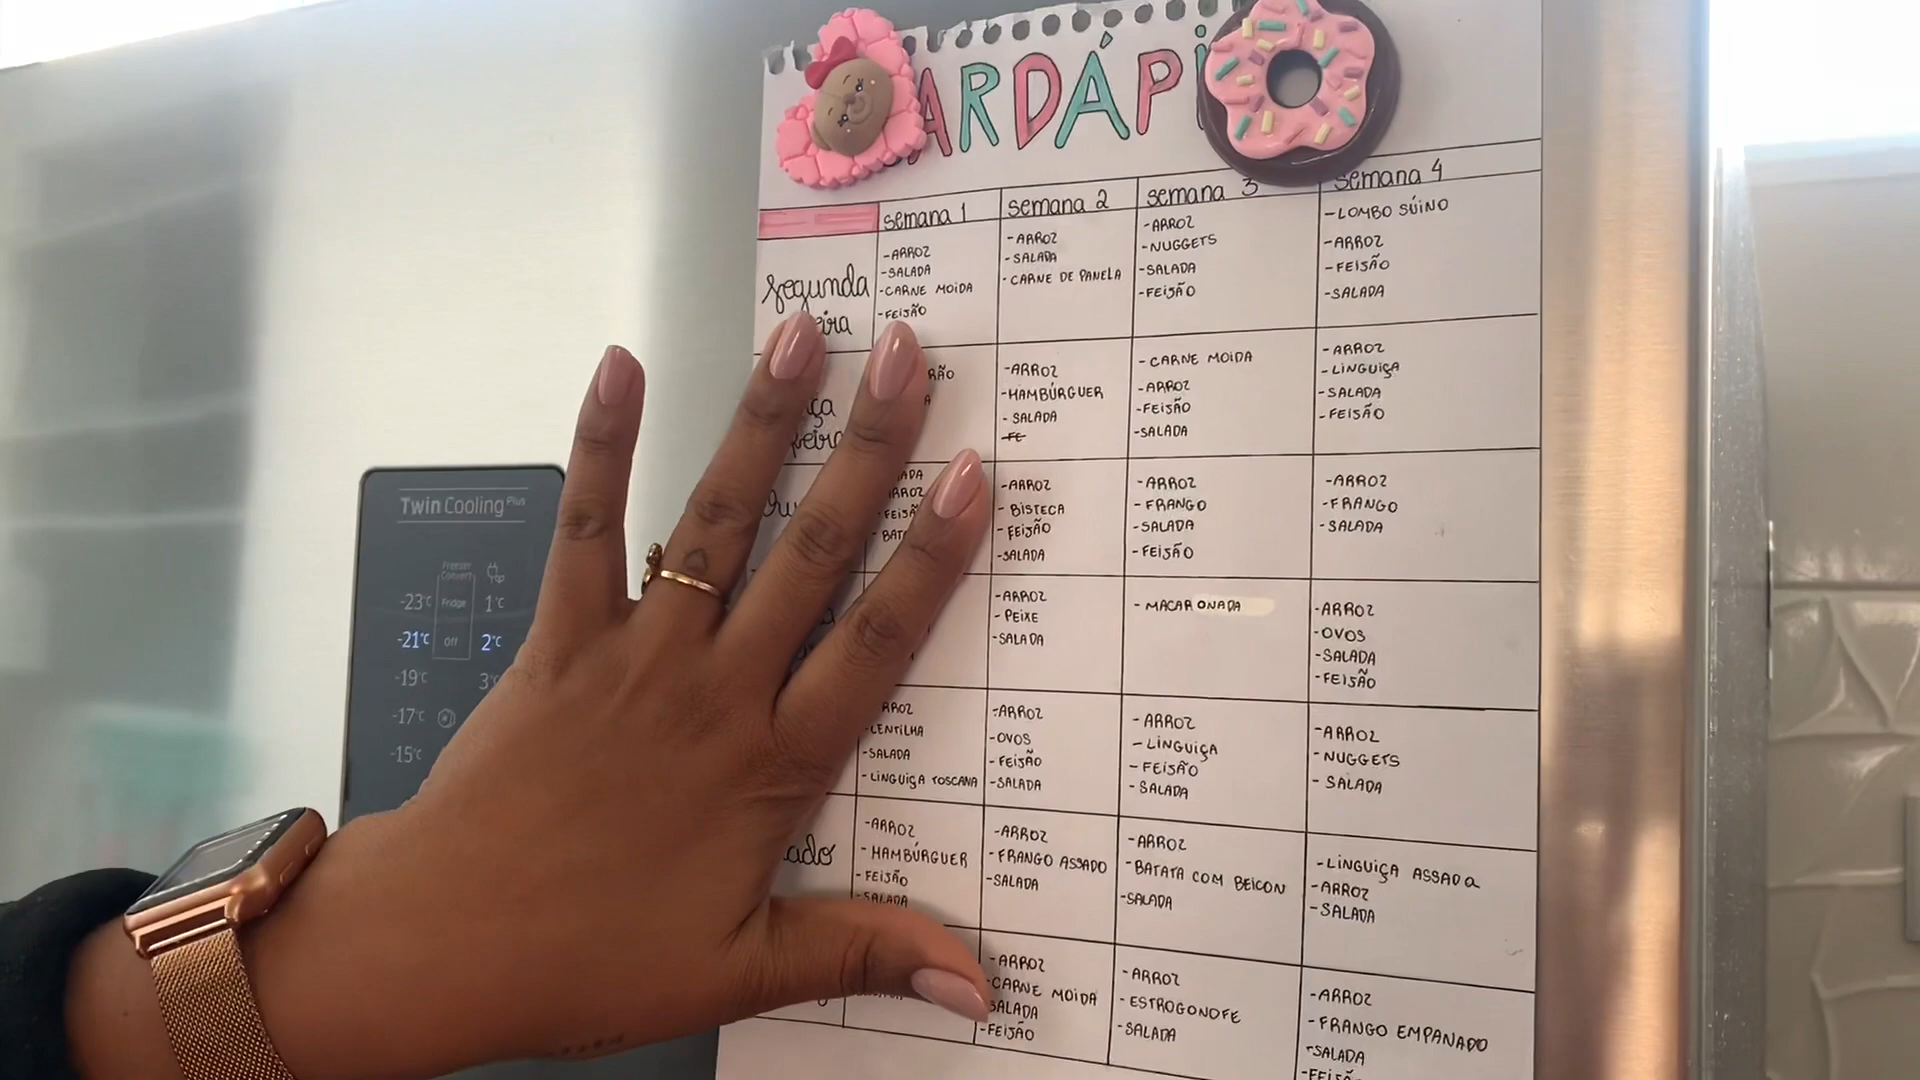 semana 1
semana 2
semana 3
semana 4
Segunda
-ARROZ
-SALADA
-CARNE MOIDA
-FEIJÃO
-ARROZ
-SALADA
-CARNE DE PANELA
-ARROZ
-NUGGETS
-SALADA
-FEIJÃO
-LOMBO SÚINO
-ARROZ
-FEIJÃO
-SALADA
-ARROZ
-HAMBÚRGUER
-SALADA
-FE
-CARNE MOIDA
-ARROZ
-FEIJÃO
-SALADA
-ARROZ
-LINGUIÇA
-SALADA
-FEIJÃO
-ARROZ
-BISTECA
-FEIJÃO
-SALADA
-ARROZ
-FRANGO
-SALADA
-FEIJÃO
-ARROZ
-FRANGO
-SALADA
-ARROZ
-PEIXE
-SALADA
-MACARONADA
-ARROZ
-OVOS
-SALADA
-FEIJÃO
-LENTILHA
-SALADA
-LINGUIÇA TOSCANA
-ARROZ
-OVOS
-FEIJÃO
-SALADA
-ARROZ
-LINGUIÇA
-FEIJÃO
-SALADA
-ARROZ
-NUGGETS
-SALADA
-ARROZ
-HAMBÚRGUER
-FEIJÃO
-SALADA
-ARROZ
-FRANGO ASSADO
-SALADA
-ARROZ
-BATATA COM BEICON
-SALADA
-LINGUIÇA ASSADA
-ARROZ
-SALADA
-ARROZ
CARNE MOIDA
SALADA
-FEIJÃO
-ARROZ
-ESTROGONOFE
-SALADA
-ARROZ
-FRANGO EMPANADO
-SALADA
Twin Cooling Plus
Freezer
Convert
-23°C Fridge 1°C
-21°C Off 2°C
-19°C 3°C
-17°C
-15°C